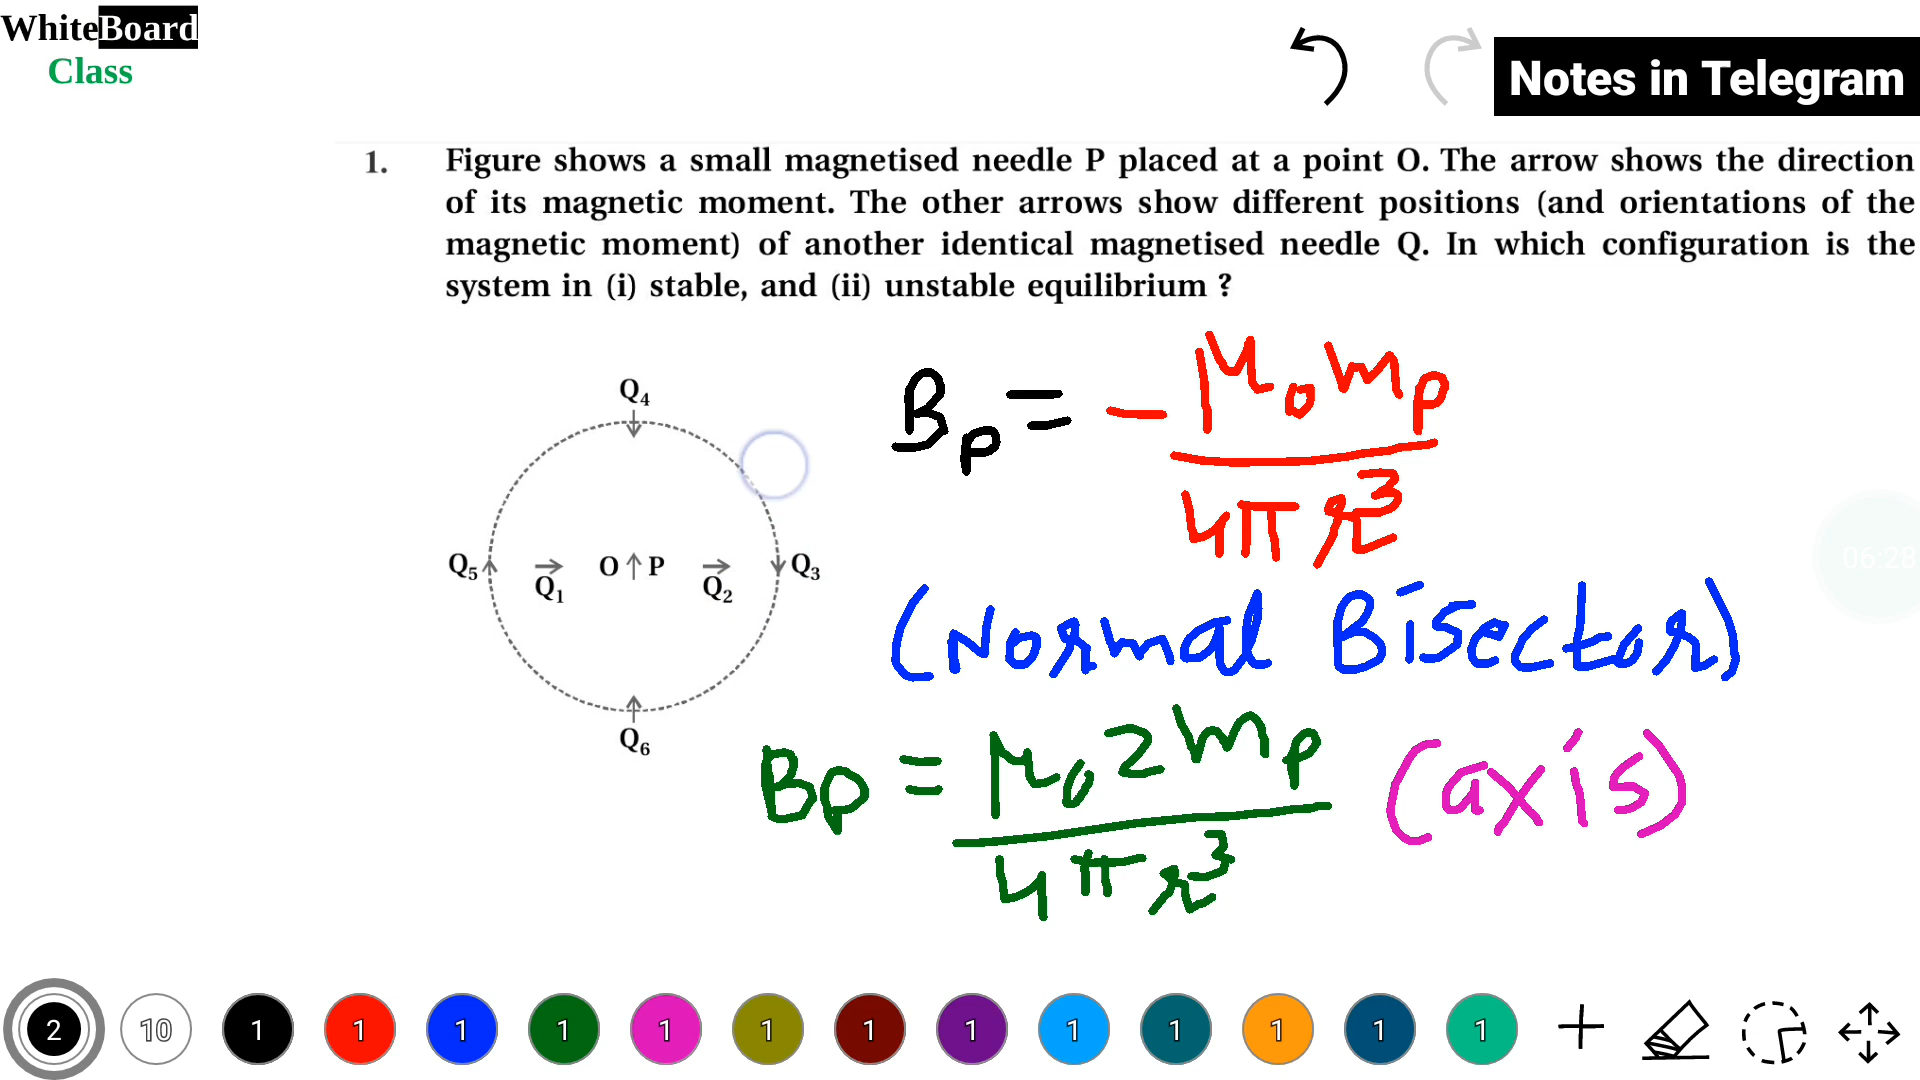 WhiteBoard
Class
Notes in Telegram
1. Figure shows a small magnetised needle P placed at a point O. The arrow shows the direction
of its magnetic moment. The other arrows show different positions (and orientations of the
magnetic moment) of another identical magnetised needle Q. In which configuration is the
system in (i) stable, and (ii) unstable equilibrium ?
Q₄
Q₅ Q₁ O ↑ P Q₂ Q₃
Q₆
Bₚ = - μ₀mₚ / 4πr³
(Normal Bisector)
Bₚ = μ₀2mₚ / 4πr³ (axis)
06:28
2 10 1 1 1 1 1 1 1 1 1 1 1 1 1